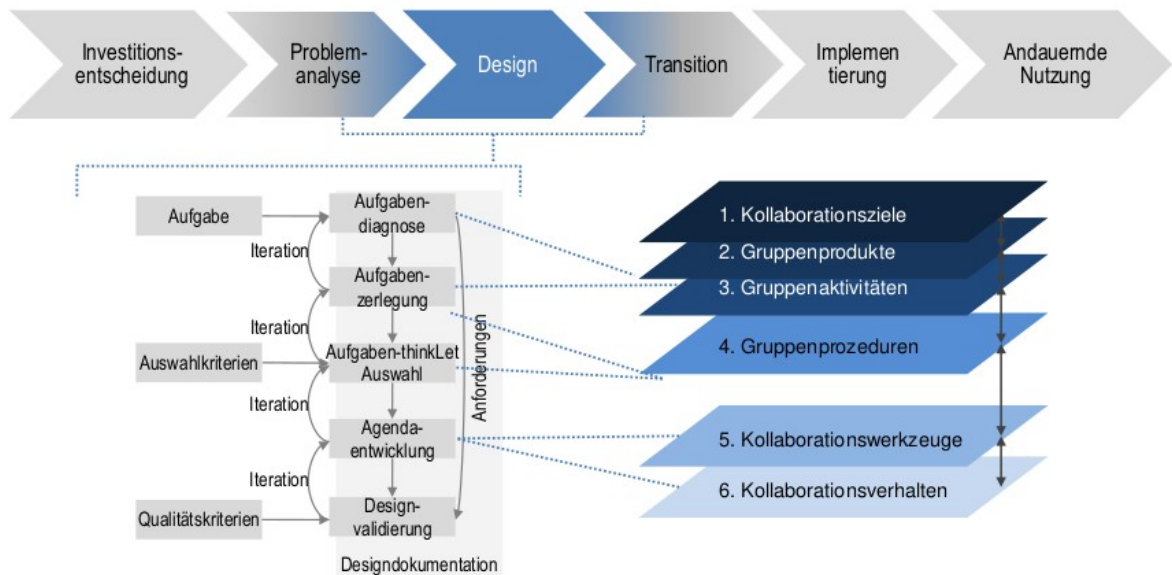 Investitions-
entscheidung
Problem-
analyse
Design
Transition
Implemen
tierung
Andauernde
Nutzung
Aufgabe
Aufgaben-
diagnose
Iteration
Aufgaben-
zerlegung
Iteration
Auswahlkriterien
Aufgaben-thinkLet
Auswahl
Iteration
Agenda-
entwicklung
Iteration
Qualitätskriterien
Design-
validierung
Anforderungen
Designdokumentation
1. Kollaborationsziele
2. Gruppenprodukte
3. Gruppenaktivitäten
4. Gruppenprozeduren
5. Kollaborationswerkzeuge
6. Kollaborationsverhalten